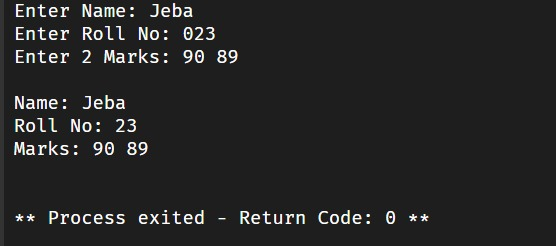 Enter Name: Jeba
Enter Roll No: 023
Enter 2 Marks: 90 89
Name: Jeba
Roll No: 23
Marks: 90 89
** Process exited - Return Code: 0 **